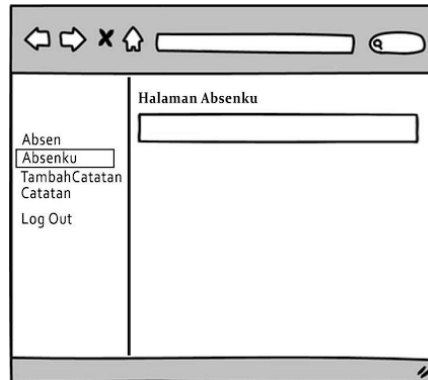 Halaman Absenku
Absen
Absenku
TambahCatatan
Catatan
Log Out